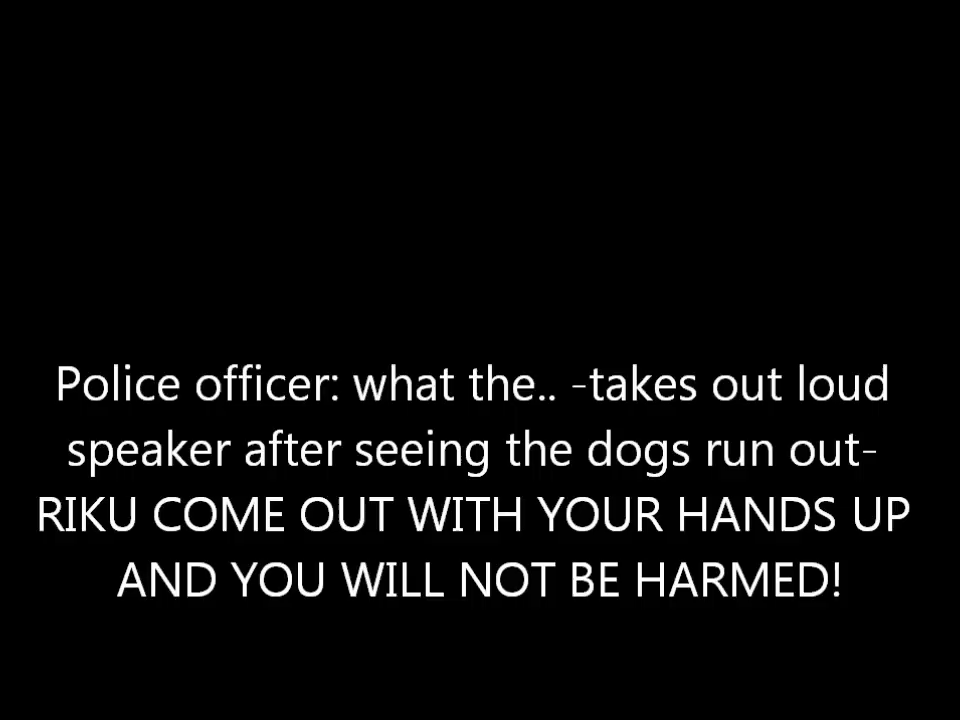 Police officer: what the.. -takes out loud
speaker after seeing the dogs run out-
RIKU COME OUT WITH YOUR HANDS UP
AND YOU WILL NOT BE HARMED!